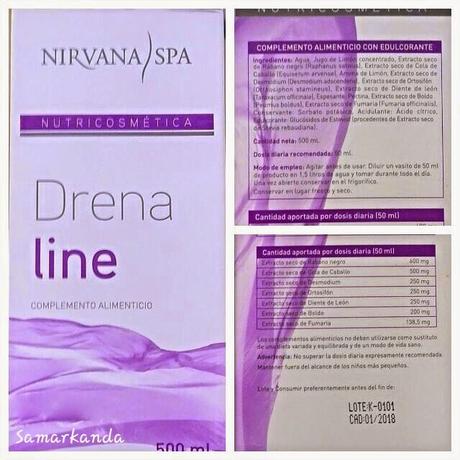 NIRVANA SPA
NUTRICOSMÉTICA
Drena
line
COMPLEMENTO ALIMENTICIO
500 ml
Samarkanda
NUTRICOSMÉTICA
COMPLEMENTO ALIMENTICIO CON EDULCORANTE
Ingredientes: Agua, Jugo de Limón concentrado, Extracto seco
de Rábano negro (Raphanus sativus), Extracto seco de Cola de
Caballo (Equisetum arvense), Aroma de Limón, Extracto seco de
Desmodium (Desmodium adscendens), Extracto seco de Ortosifón
(Orthosiphon stamineus), Extracto seco de Diente de león
(Taraxacum officinale), Espesante: Pectina, Extracto seco de Boldo
(Peumus boldus), Extracto seco de Fumaria (Fumaria officinalis),
Conservante: Sorbato potásico, Acidulante: Ácido cítrico,
Edulcorante: Glucósidos de Esteviol (procedentes de Extracto seco
de Stevia rebaudiana).
Cantidad neta: 500 ml.
Dosis diaria recomendada: 50 ml.
Modo de empleo: Agitar antes de usar. Diluir un vasito de 50 ml
de producto en 1,5 litros de agua y tomar durante todo el día.
Una vez abierto conservar en el frigorífico.
Conservar en lugar fresco y seco.
Cantidad aportada por dosis diaria (50 ml)
Cantidad aportada por dosis diaria (50 ml)
Extracto seco de Rábano negro 600 mg
Extracto seco de Cola de Caballo 500 mg
Extracto seco de Desmodium 250 mg
Extracto seco de Ortosifón 250 mg
Extracto seco de Diente de León 250 mg
Extracto seco de Boldo 200 mg
Extracto seco de Fumaria 138,5 mg
Los complementos alimenticios no deben utilizarse como sustituto
de una dieta variada y equilibrada y de un modo de vida sano.
Advertencia: No superar la dosis diaria expresamente recomendada.
Mantener fuera del alcance de los niños más pequeños.
Lote y Consumir preferentemente antes del fin de:
LOTE:K-0101
CAD:01/2018